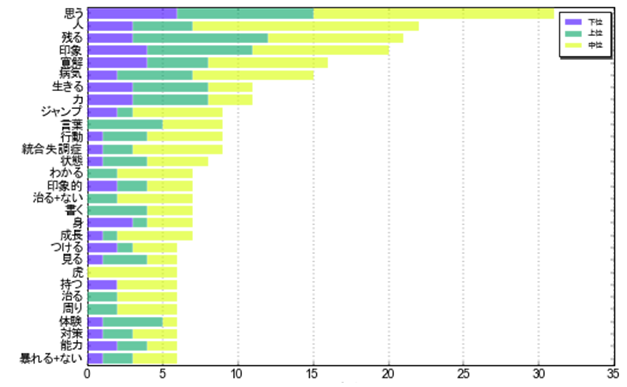 思う
人
残る
印象
寛解
病気
生きる
力
ジャンプ
言葉
行動
統合失調症
状態
わかる
印象的
治る+ない
書く
身
成長
つける
見る
虎
持つ
治る
周り
体験
対策
能力
暴れる+ない
0 5 10 15 20 25 30 35
下位
上位
中位